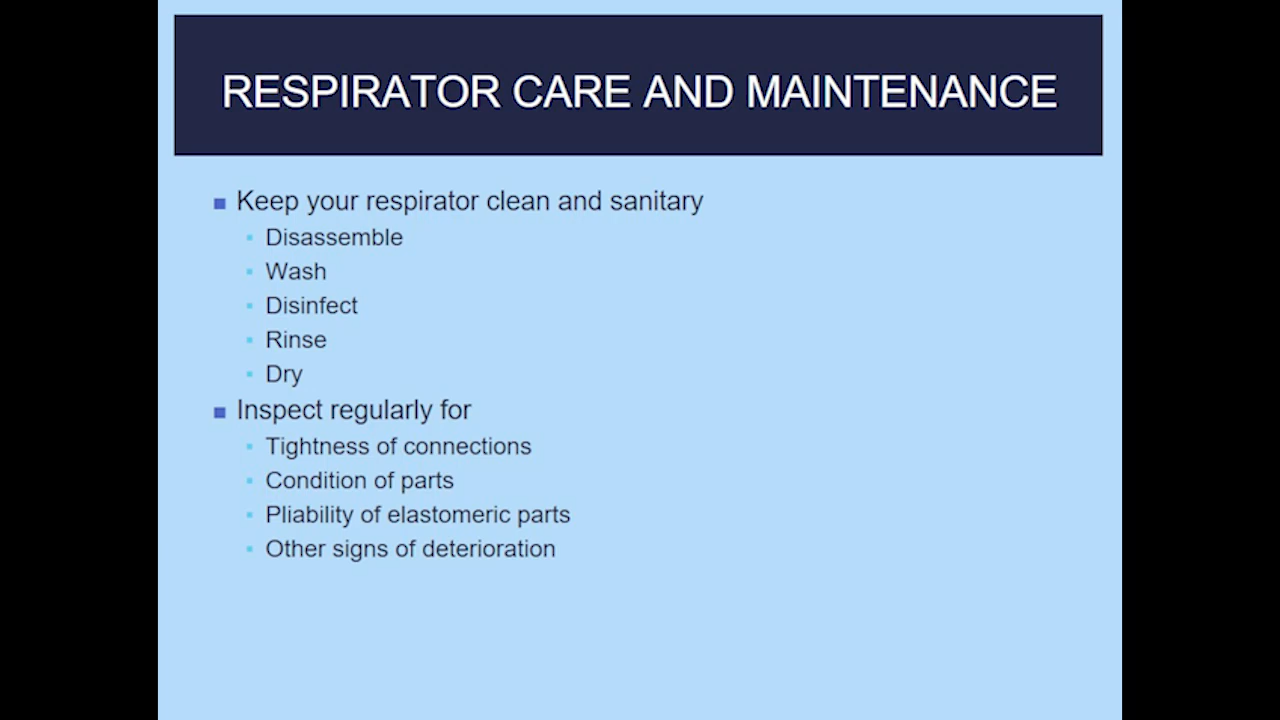 RESPIRATOR CARE AND MAINTENANCE
Keep your respirator clean and sanitary
Disassemble
Wash
Disinfect
Rinse
Dry
Inspect regularly for
Tightness of connections
Condition of parts
Pliability of elastomeric parts
Other signs of deterioration